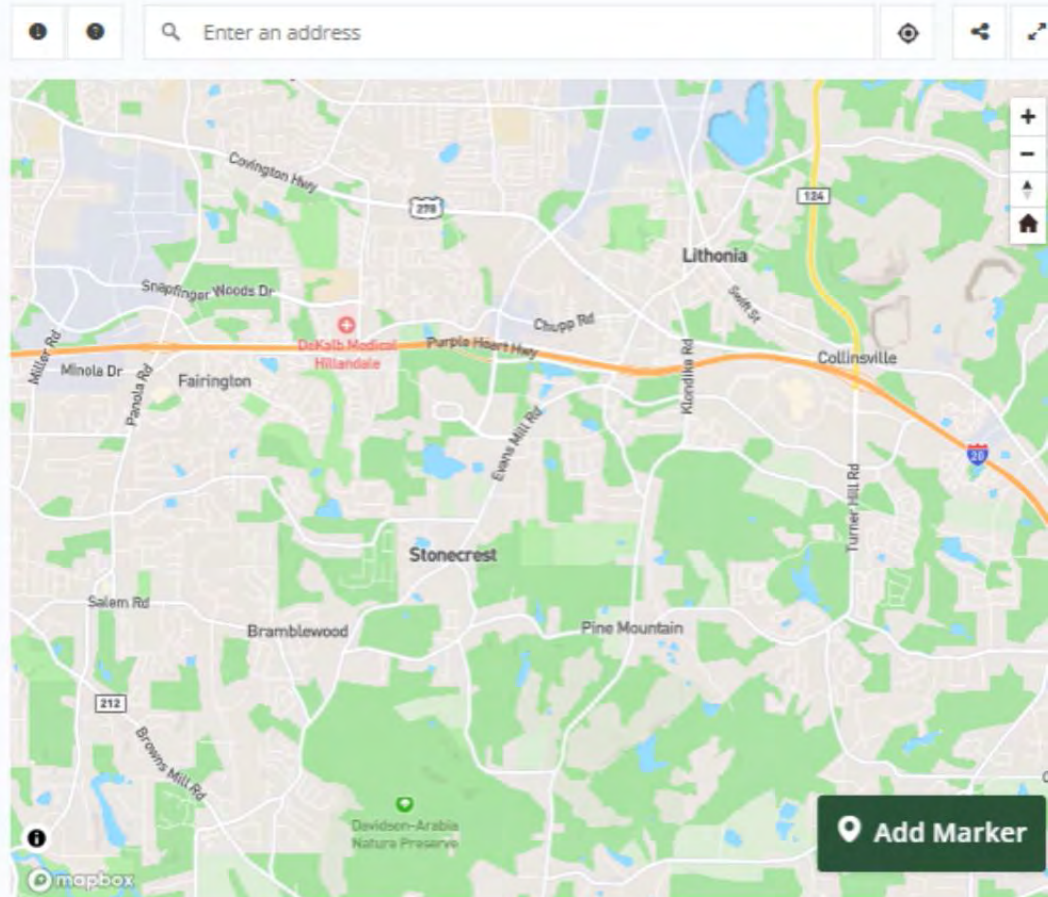 Enter an address
Covington Hwy
278
124
Lithonia
Snapfinger Woods Dr
Swift St
Chupp Rd
DeKalb Medical
Hillandale
Purple Heart Hwy
Miller Rd
Minola Dr
Panola Rd
Fairington
Klondike Rd
Collinsville
Evans Mill Rd
20
Turner Hill Rd
Stonecrest
Salem Rd
Bramblewood
Pine Mountain
212
Browns Mill Rd
Davidson-Arabia
Nature Preserve
Add Marker
mapbox